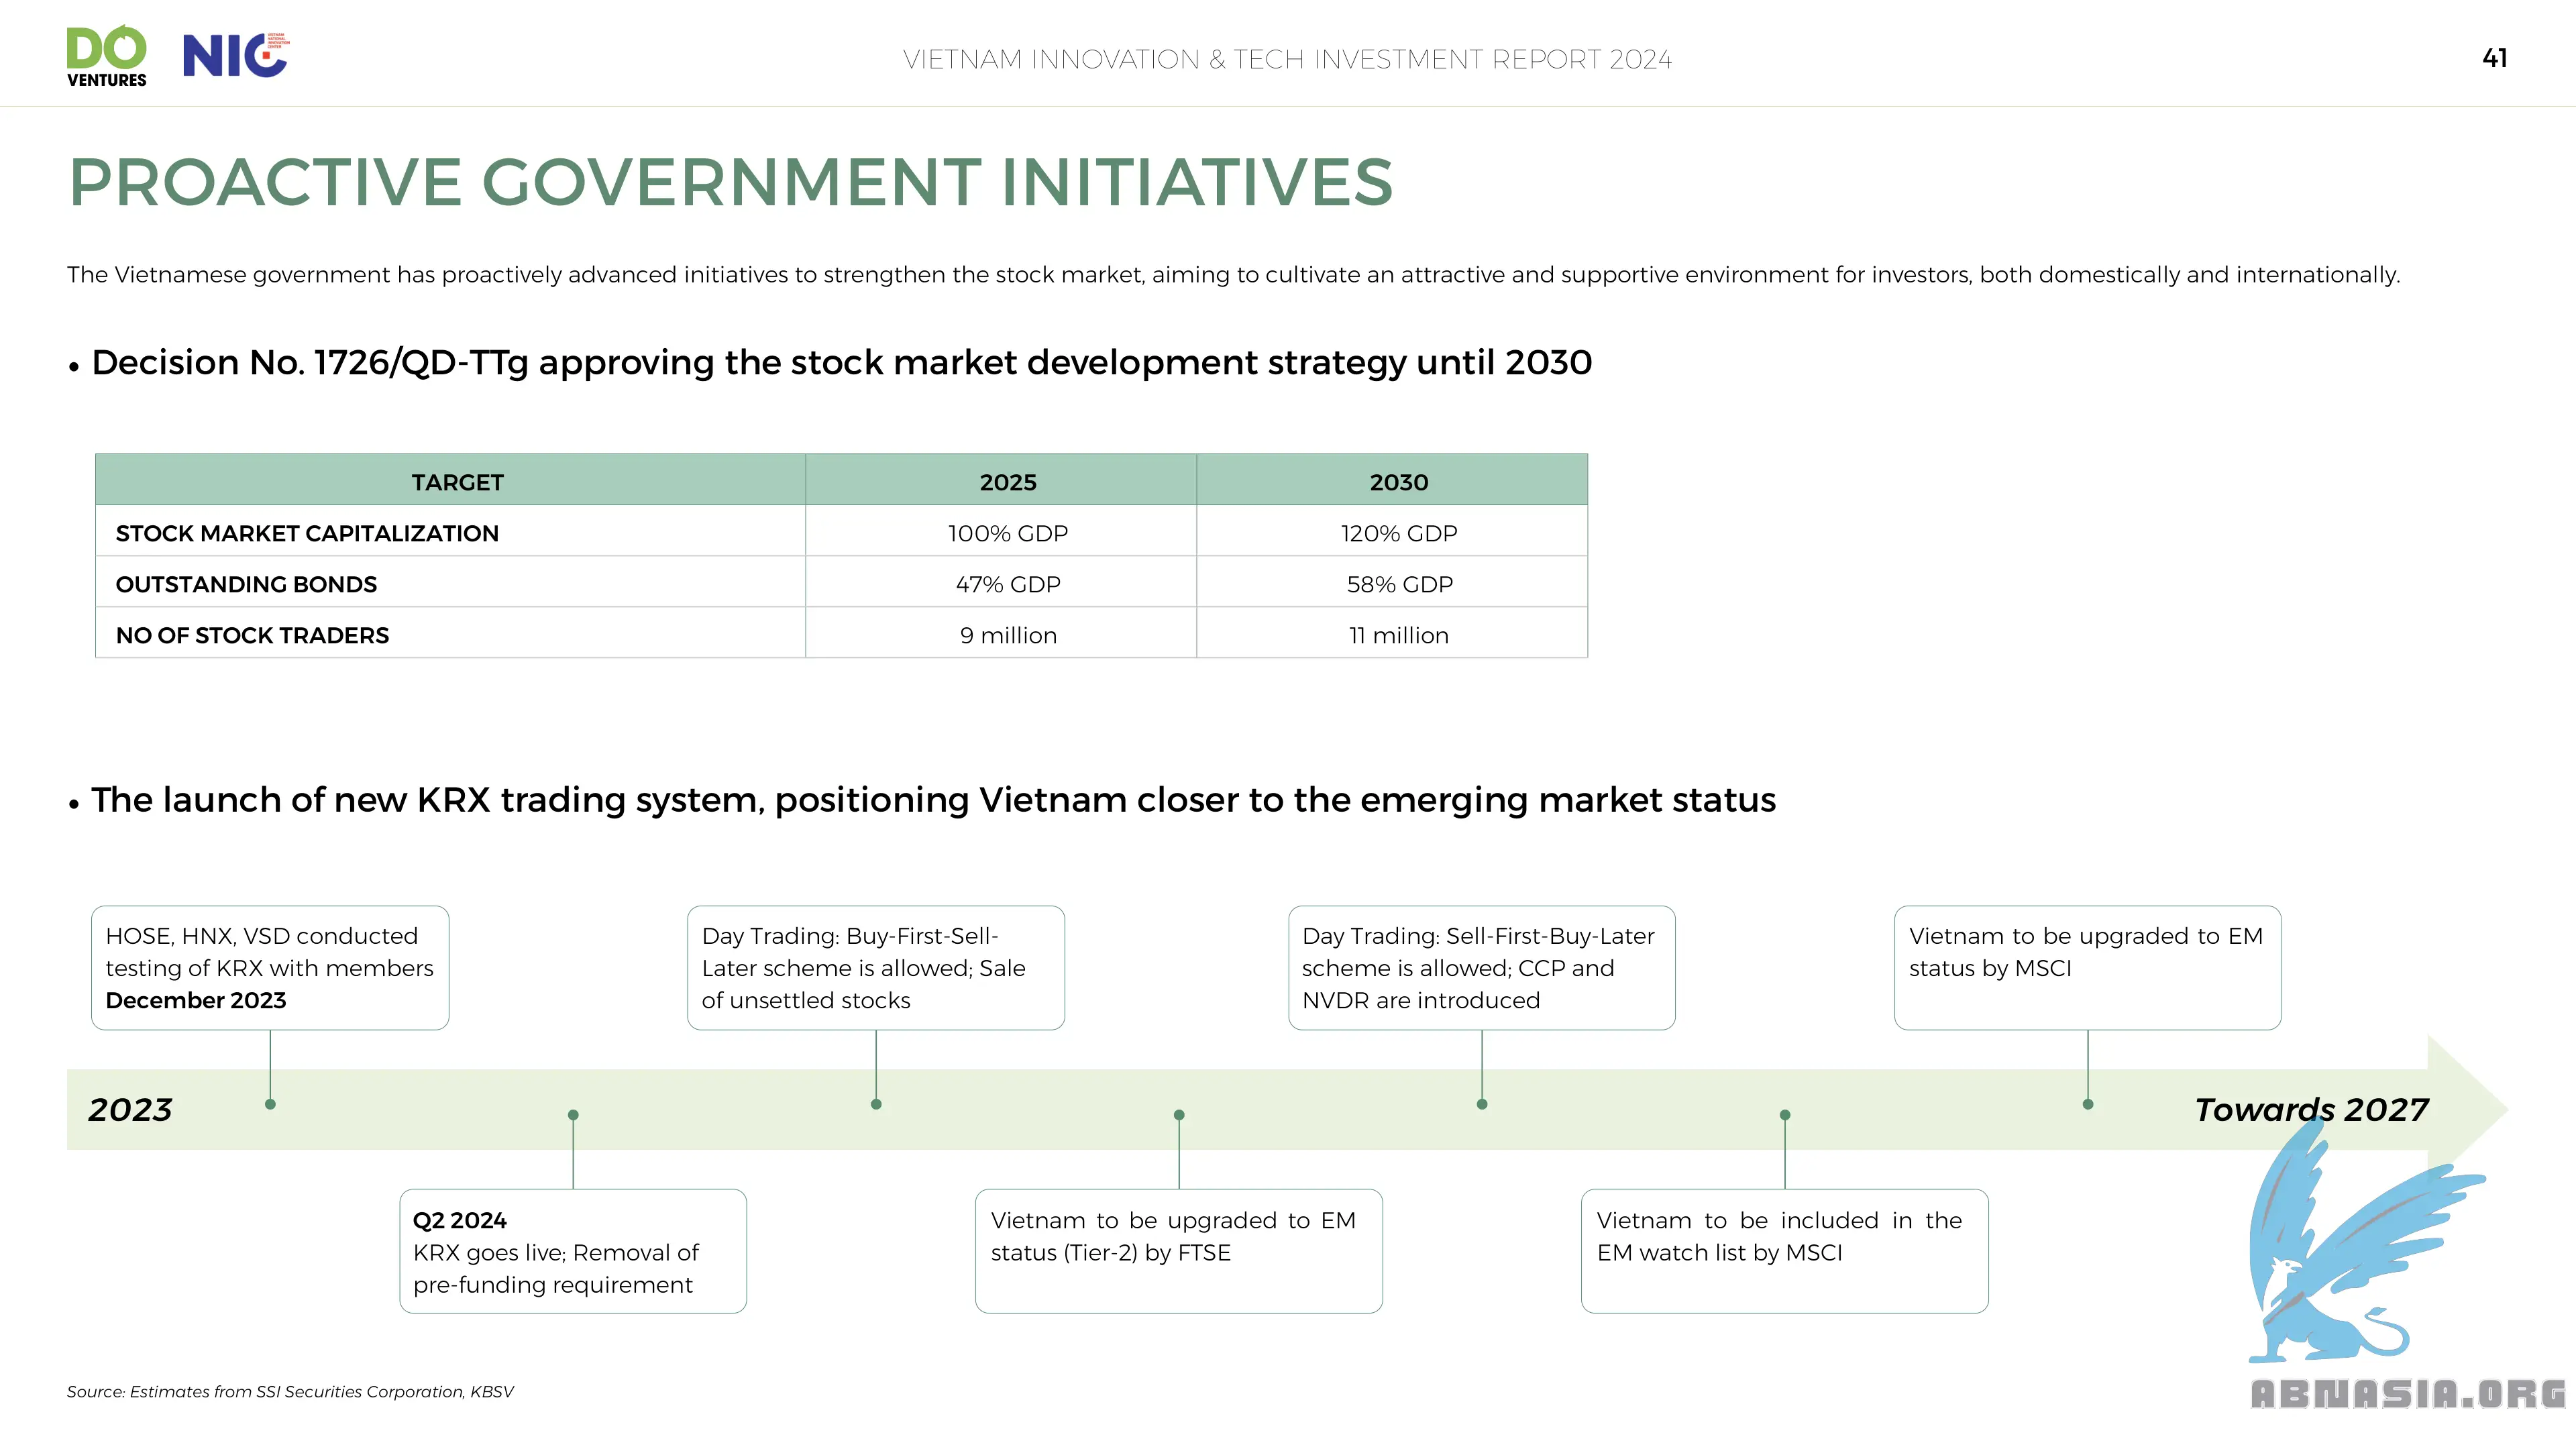 DO
VENTURES
NIC
VIETNAM
NATIONAL
INNOVATION
CENTER
VIETNAM INNOVATION & TECH INVESTMENT REPORT 2024
41
PROACTIVE GOVERNMENT INITIATIVES
The Vietnamese government has proactively advanced initiatives to strengthen the stock market, aiming to cultivate an attractive and supportive environment for investors, both domestically and internationally.
• Decision No. 1726/QD-TTg approving the stock market development strategy until 2030
TARGET 2025 2030
STOCK MARKET CAPITALIZATION 100% GDP 120% GDP
OUTSTANDING BONDS 47% GDP 58% GDP
NO OF STOCK TRADERS 9 million 11 million
• The launch of new KRX trading system, positioning Vietnam closer to the emerging market status
HOSE, HNX, VSD conducted
testing of KRX with members
December 2023
Day Trading: Buy-First-Sell-
Later scheme is allowed; Sale
of unsettled stocks
Day Trading: Sell-First-Buy-Later
scheme is allowed; CCP and
NVDR are introduced
Vietnam to be upgraded to EM
status by MSCI
2023
Towards 2027
Q2 2024
KRX goes live; Removal of
pre-funding requirement
Vietnam to be upgraded to EM
status (Tier-2) by FTSE
Vietnam to be included in the
EM watch list by MSCI
Source: Estimates from SSI Securities Corporation, KBSV
ABNASIA.ORG